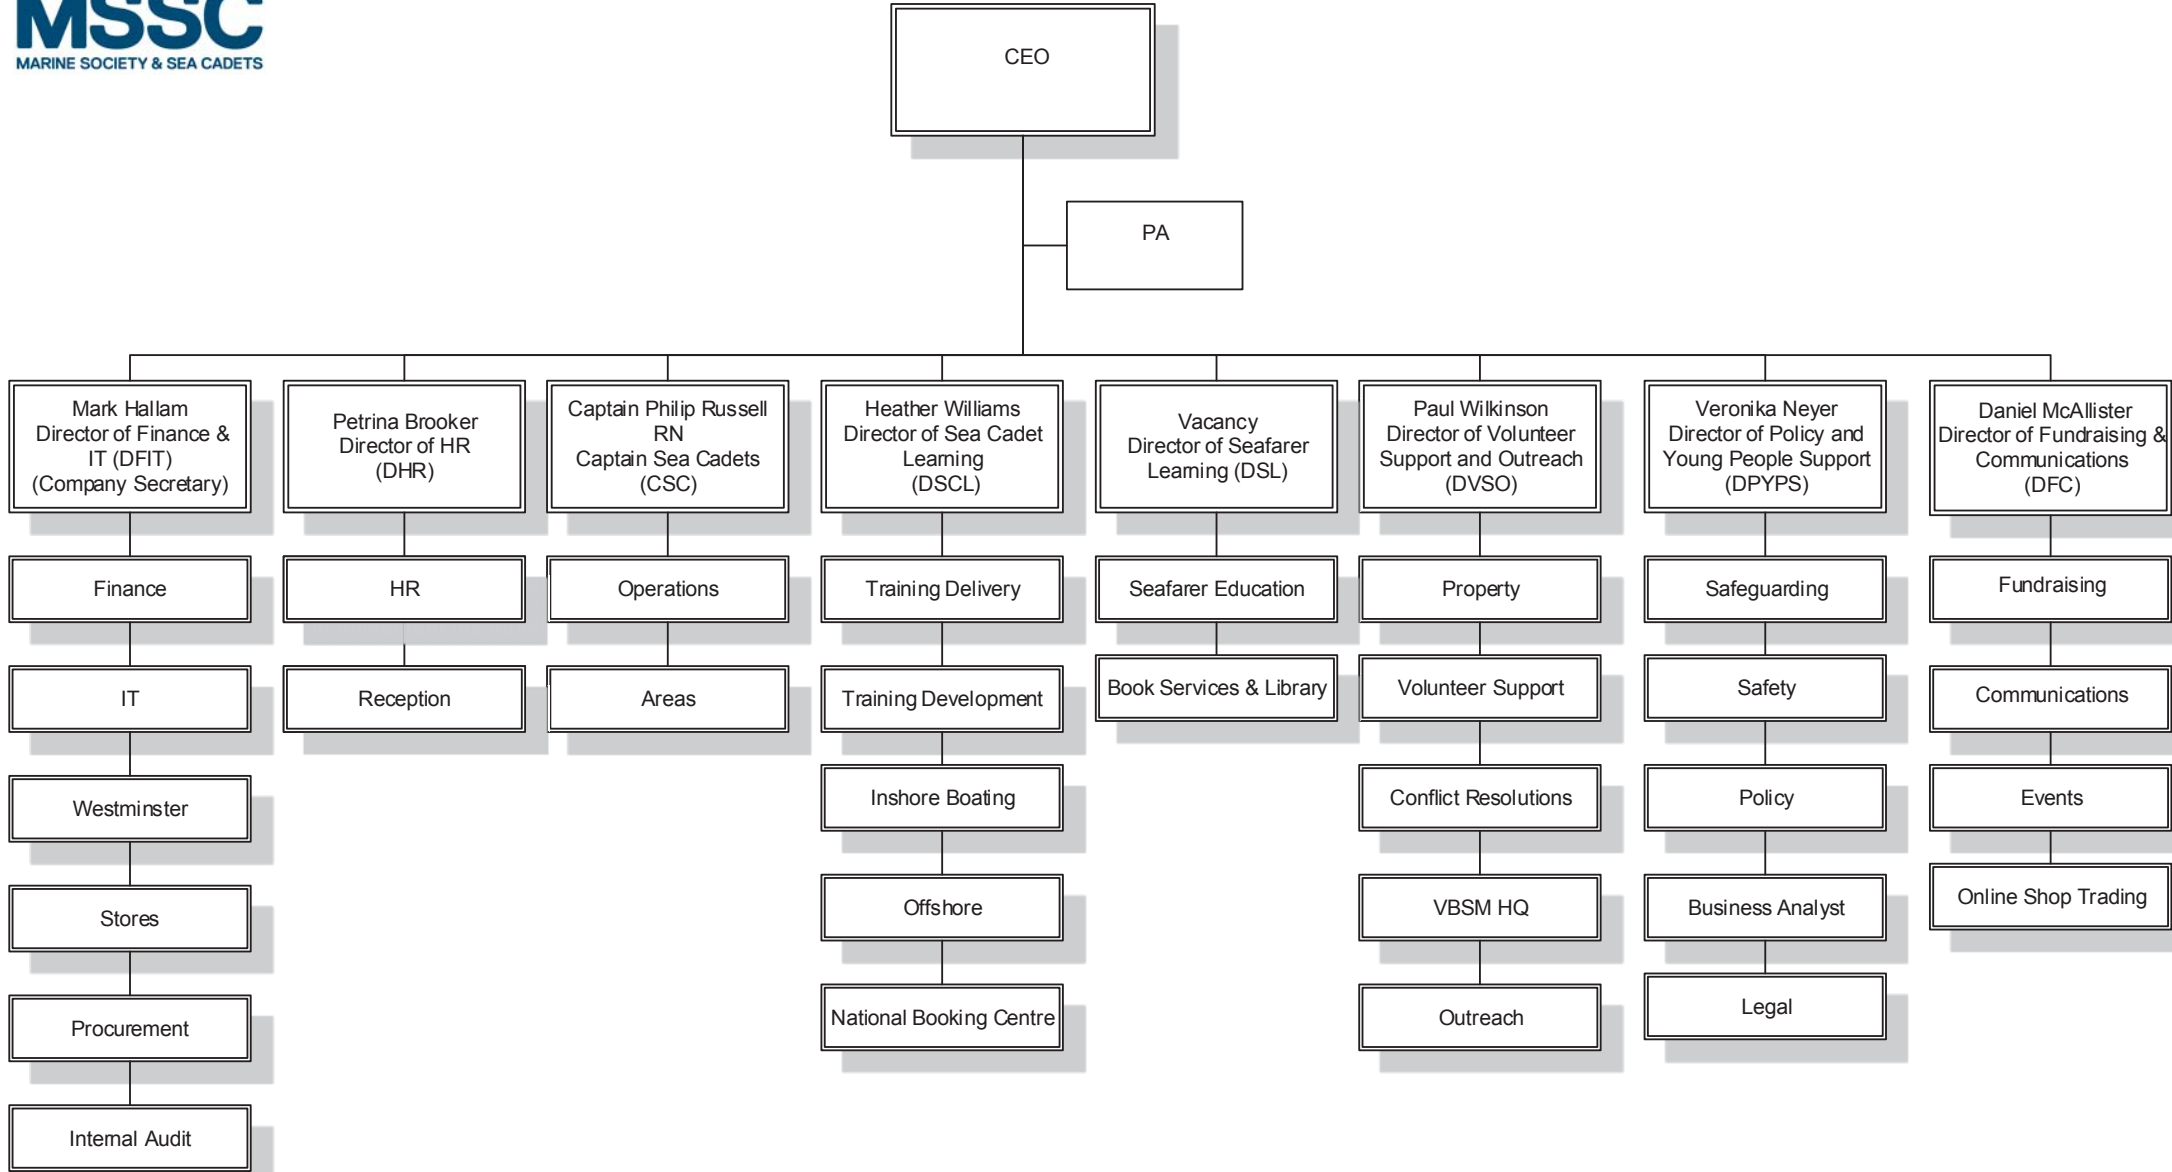 MSSC
MARINE SOCIETY & SEA CADETS
CEO
PA
Mark Hallam
Director of Finance &
IT (DFIT)
(Company Secretary)
Petrina Brooker
Director of HR
(DHR)
Captain Philip Russell
RN
Captain Sea Cadets
(CSC)
Heather Williams
Director of Sea Cadet
Learning
(DSCL)
Vacancy
Director of Seafarer
Learning (DSL)
Paul Wilkinson
Director of Volunteer
Support and Outreach
(DVSO)
Veronika Neyer
Director of Policy and
Young People Support
(DPYPS)
Daniel McAllister
Director of Fundraising &
Communications
(DFC)
Finance
IT
Westminster
Stores
Procurement
Internal Audit
HR
Reception
Operations
Areas
Training Delivery
Training Development
Inshore Boating
Offshore
National Booking Centre
Seafarer Education
Book Services & Library
Property
Volunteer Support
Conflict Resolutions
VBSM HQ
Outreach
Safeguarding
Safety
Policy
Business Analyst
Legal
Fundraising
Communications
Events
Online Shop Trading